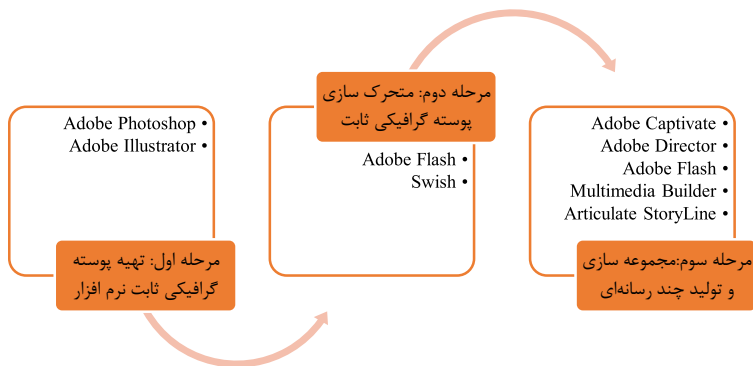 Adobe Photoshop •
Adobe Illustrator •
مرحله اول: تهیه پوسته
گرافیکی ثابت نرم افزار
مرحله دوم: متحرک سازی
پوسته گرافیکی ثابت
Adobe Flash •
Swish •
Adobe Captivate •
Adobe Director •
Adobe Flash •
Multimedia Builder •
Articulate StoryLine •
مرحله سوم:مجموعه سازی
و تولید چند رسانه‌ای